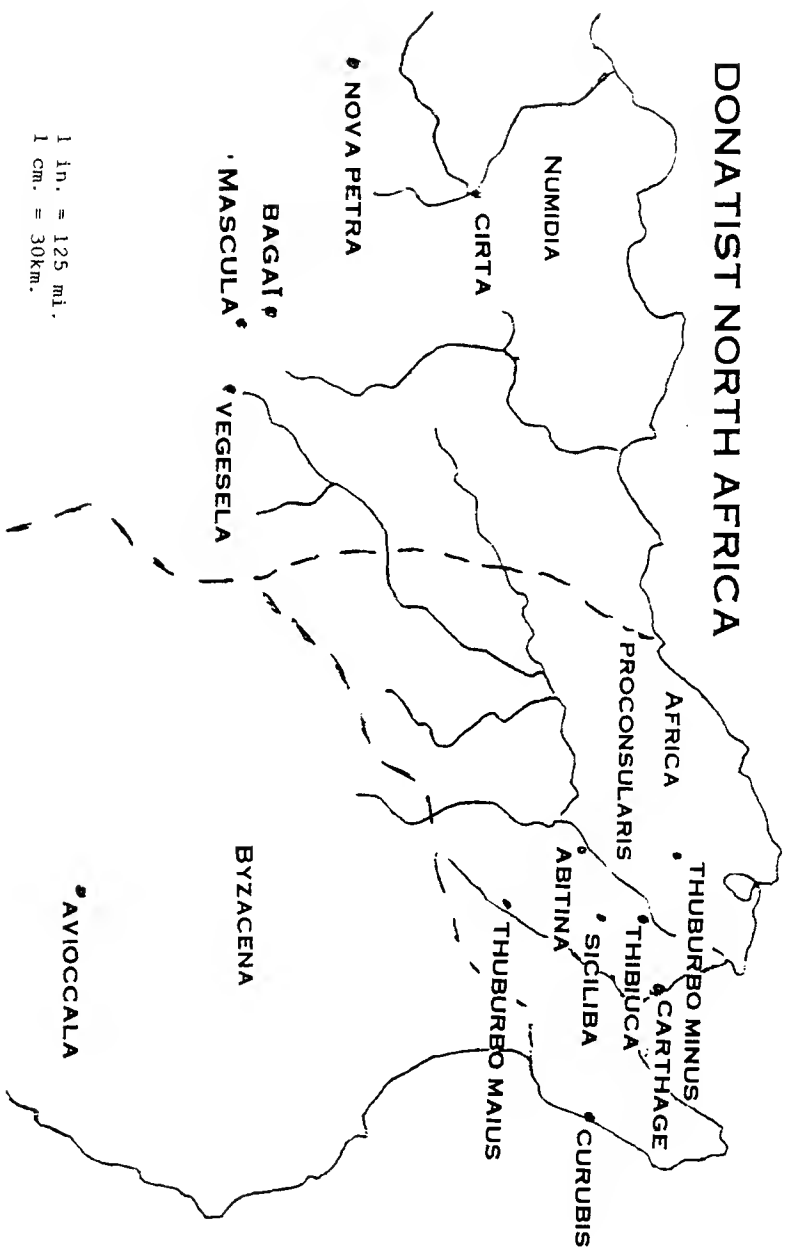 DONATIST NORTH AFRICA
NUMIDIA
CIRTA
NOVA PETRA
BAGAÏ
MASCULA
VEGESELA
AFRICA
PROCONSULARIS
THUBURBO MINUS
CARTHAGE
THIBIUCA
SICILIBA
ABITINA
THUBURBO MAIUS
CURUBIS
BYZACENA
AVIOCCALA
1 in. = 125 mi.
1 cm. = 30km.